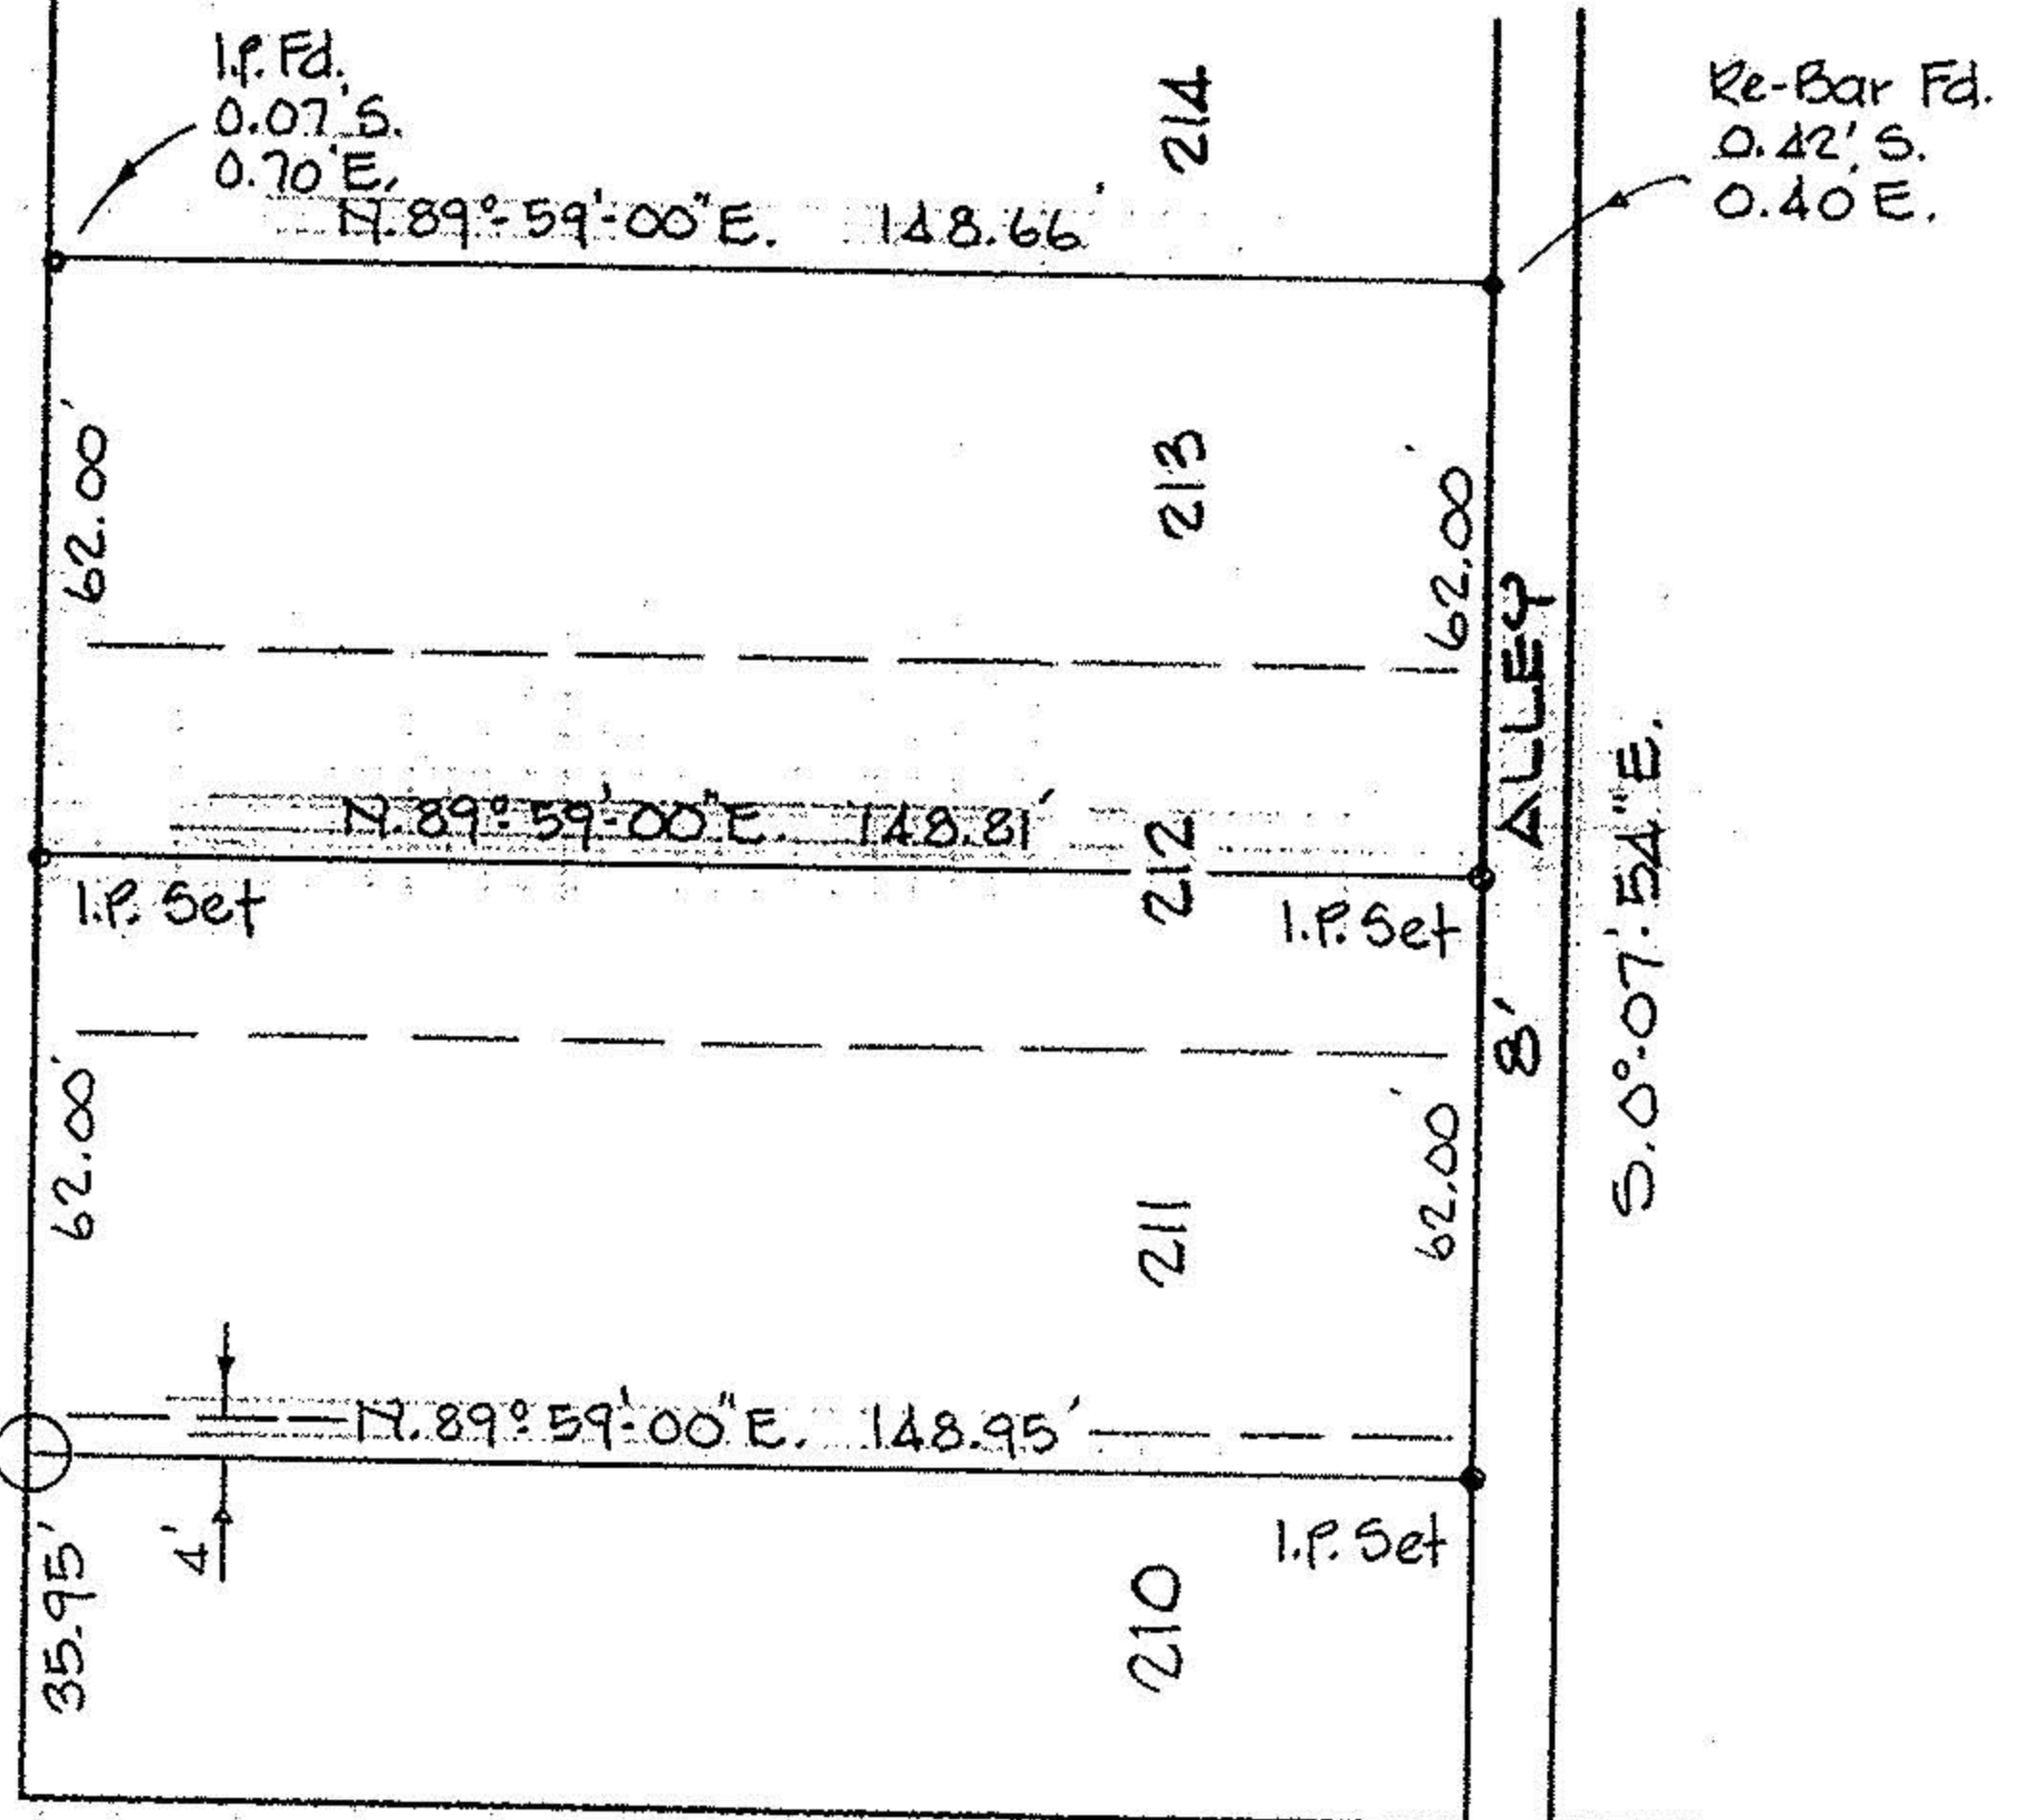 I.P. Fd.
0.07' S.
0.70' E.
N. 89°-59'-00" E. 148.66'
214
Re-Bar Fd.
0.42' S.
0.40' E.
62.00'
213
62.00'
N. 89°-59'-00" E. 148.81'
212
I.P. Set
I.P. Set
8' ALLEY
S. 0°-07'-54" E.
62.00'
211
62.00'
N. 89°-59'-00" E. 148.95'
4'
35.95'
210
I.P. Set